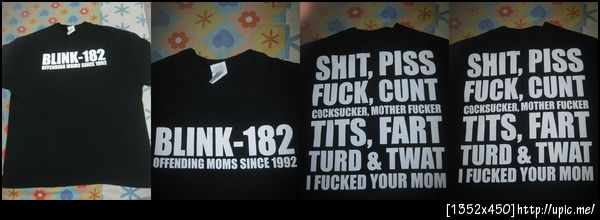 BLINK-182
OFFENDING MOMS SINCE 1992
BLINK-182
OFFENDING MOMS SINCE 1992
SHIT, PISS
FUCK, CUNT
COCKSUCKER, MOTHER FUCKER
TITS, FART
TURD & TWAT
I FUCKED YOUR MOM
SHIT, PISS
FUCK, CUNT
COCKSUCKER, MOTHER FUCKER
TITS, FART
TURD & TWAT
I FUCKED YOUR MOM
[1352x450]http://upic.me/